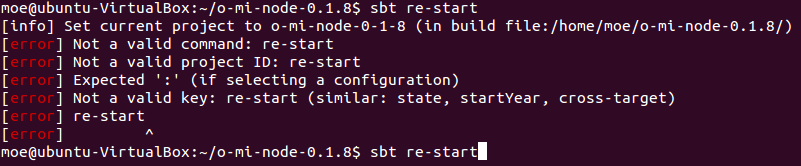 moe@ubuntu-VirtualBox:~/o-mi-node-0.1.8$ sbt re-start
[info] Set current project to o-mi-node-0-1-8 (in build file:/home/moe/o-mi-node-0.1.8/)
[error] Not a valid command: re-start
[error] Not a valid project ID: re-start
[error] Expected ':' (if selecting a configuration)
[error] Not a valid key: re-start (similar: state, startYear, cross-target)
[error] re-start
[error]         ^
moe@ubuntu-VirtualBox:~/o-mi-node-0.1.8$ sbt re-start